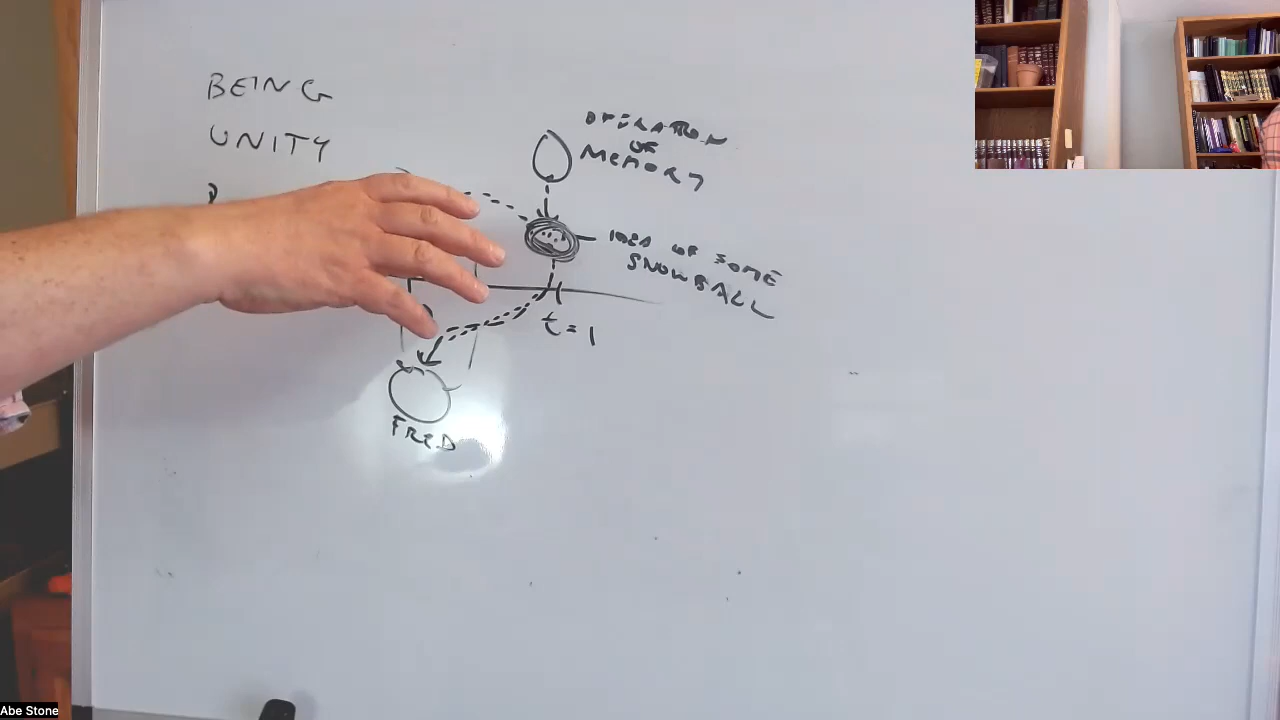 BEING
UNITY
OPERATION
OF
MEMORY
IDEA OF SOME
SNOWBALL
t = 1
FRED
Abe Stone